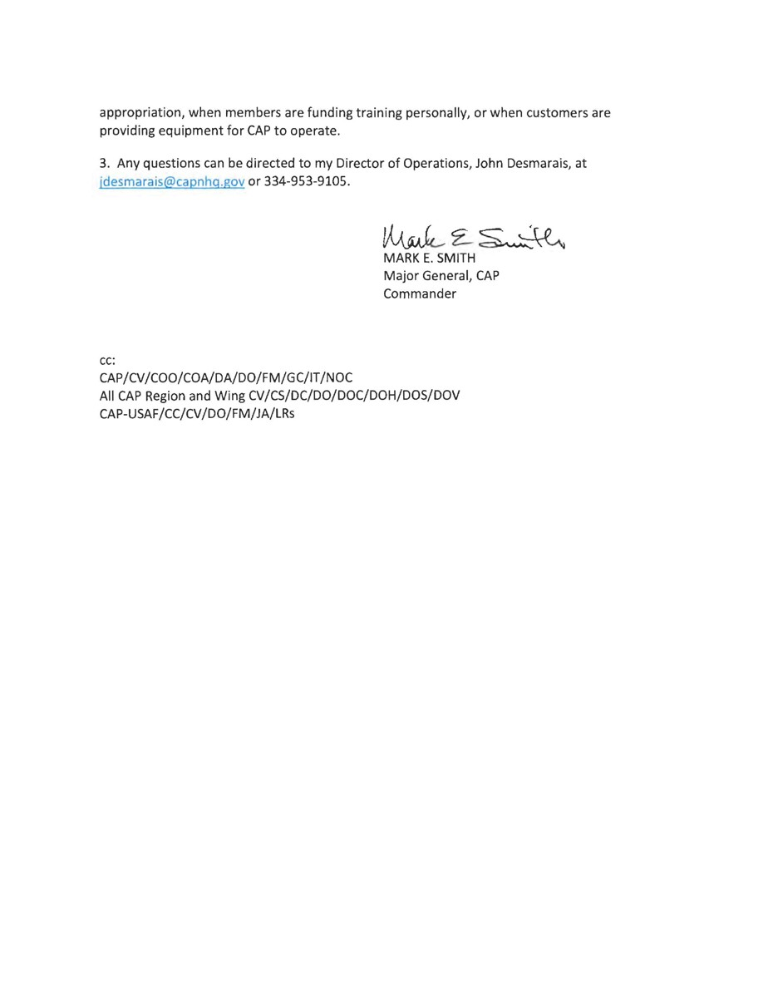 appropriation, when members are funding training personally, or when customers are
providing equipment for CAP to operate.
3. Any questions can be directed to my Director of Operations, John Desmarais, at
jdesmarais@capnhq.gov or 334-953-9105.
Mark E Smith
MARK E. SMITH
Major General, CAP
Commander
cc:
CAP/CV/COO/COA/DA/DO/FM/GC/IT/NOC
All CAP Region and Wing CV/CS/DC/DO/DOC/DOH/DOS/DOV
CAP-USAF/CC/CV/DO/FM/JA/LRs